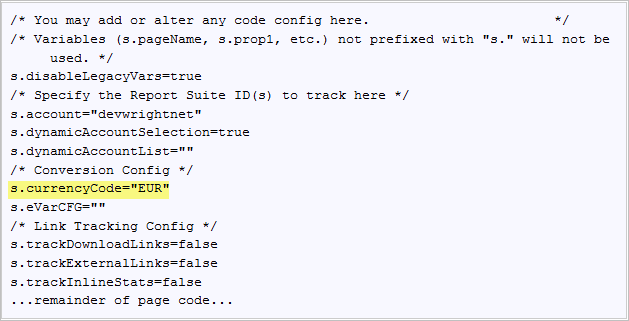 /* You may add or alter any code config here. */
/* Variables (s.pageName, s.prop1, etc.) not prefixed with "s." will not be
used. */
s.disableLegacyVars=true
/* Specify the Report Suite ID(s) to track here */
s.account="devwrightnet"
s.dynamicAccountSelection=true
s.dynamicAccountList=""
/* Conversion Config */
s.currencyCode="EUR"
s.eVarCFG=""
/* Link Tracking Config */
s.trackDownloadLinks=false
s.trackExternalLinks=false
s.trackInlineStats=false
...remainder of page code...